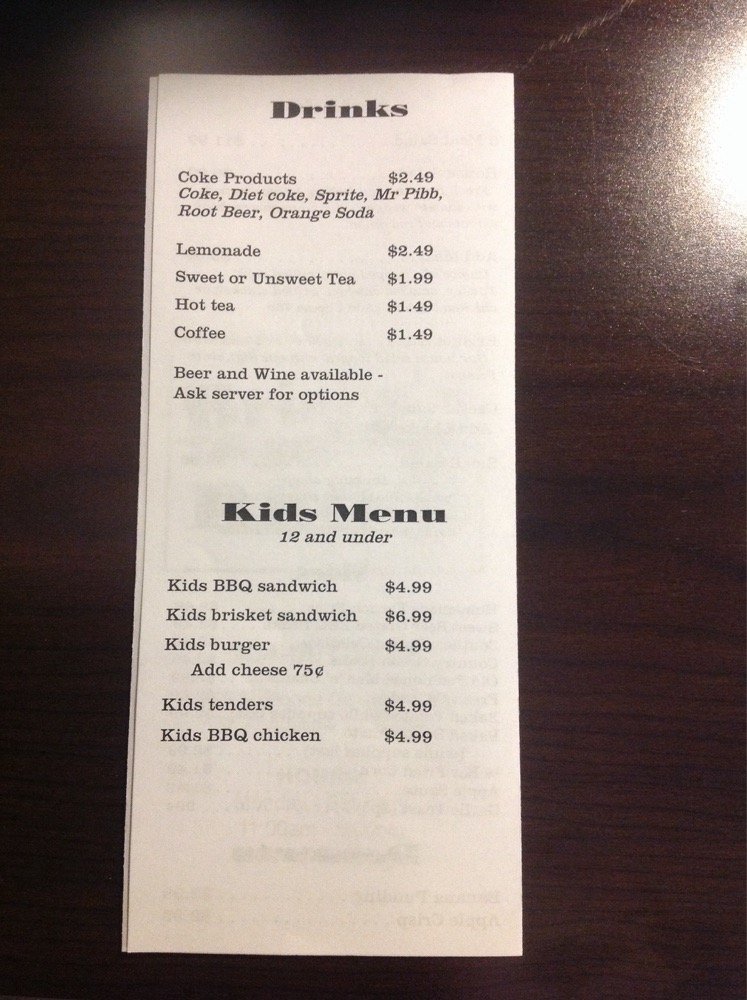 Drinks
Coke Products $2.49
Coke, Diet coke, Sprite, Mr Pibb,
Root Beer, Orange Soda
Lemonade $2.49
Sweet or Unsweet Tea $1.99
Hot tea $1.49
Coffee $1.49
Beer and Wine available -
Ask server for options
Kids Menu
12 and under
Kids BBQ sandwich $4.99
Kids brisket sandwich $6.99
Kids burger $4.99
Add cheese 75¢
Kids tenders $4.99
Kids BBQ chicken $4.99